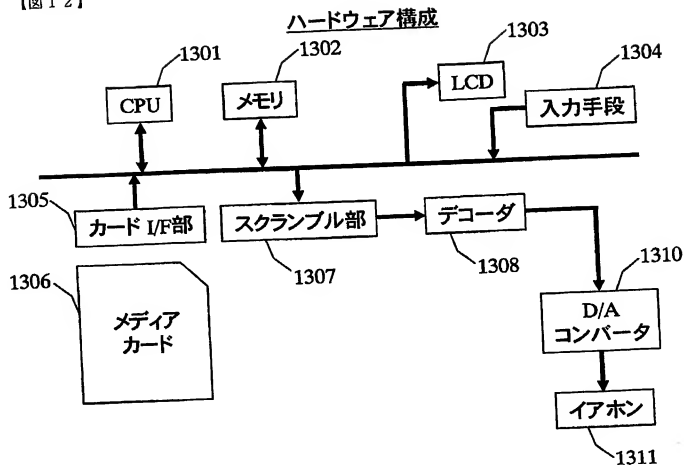 【図１２】
ハードウェア構成
1301
1302
1303
1304
CPU
メモリ
LCD
入力手段
1305
カード I/F部
スクランブル部
デコーダ
1306
1307
1308
1310
メディア
カード
D/A
コンバータ
イアホン
1311